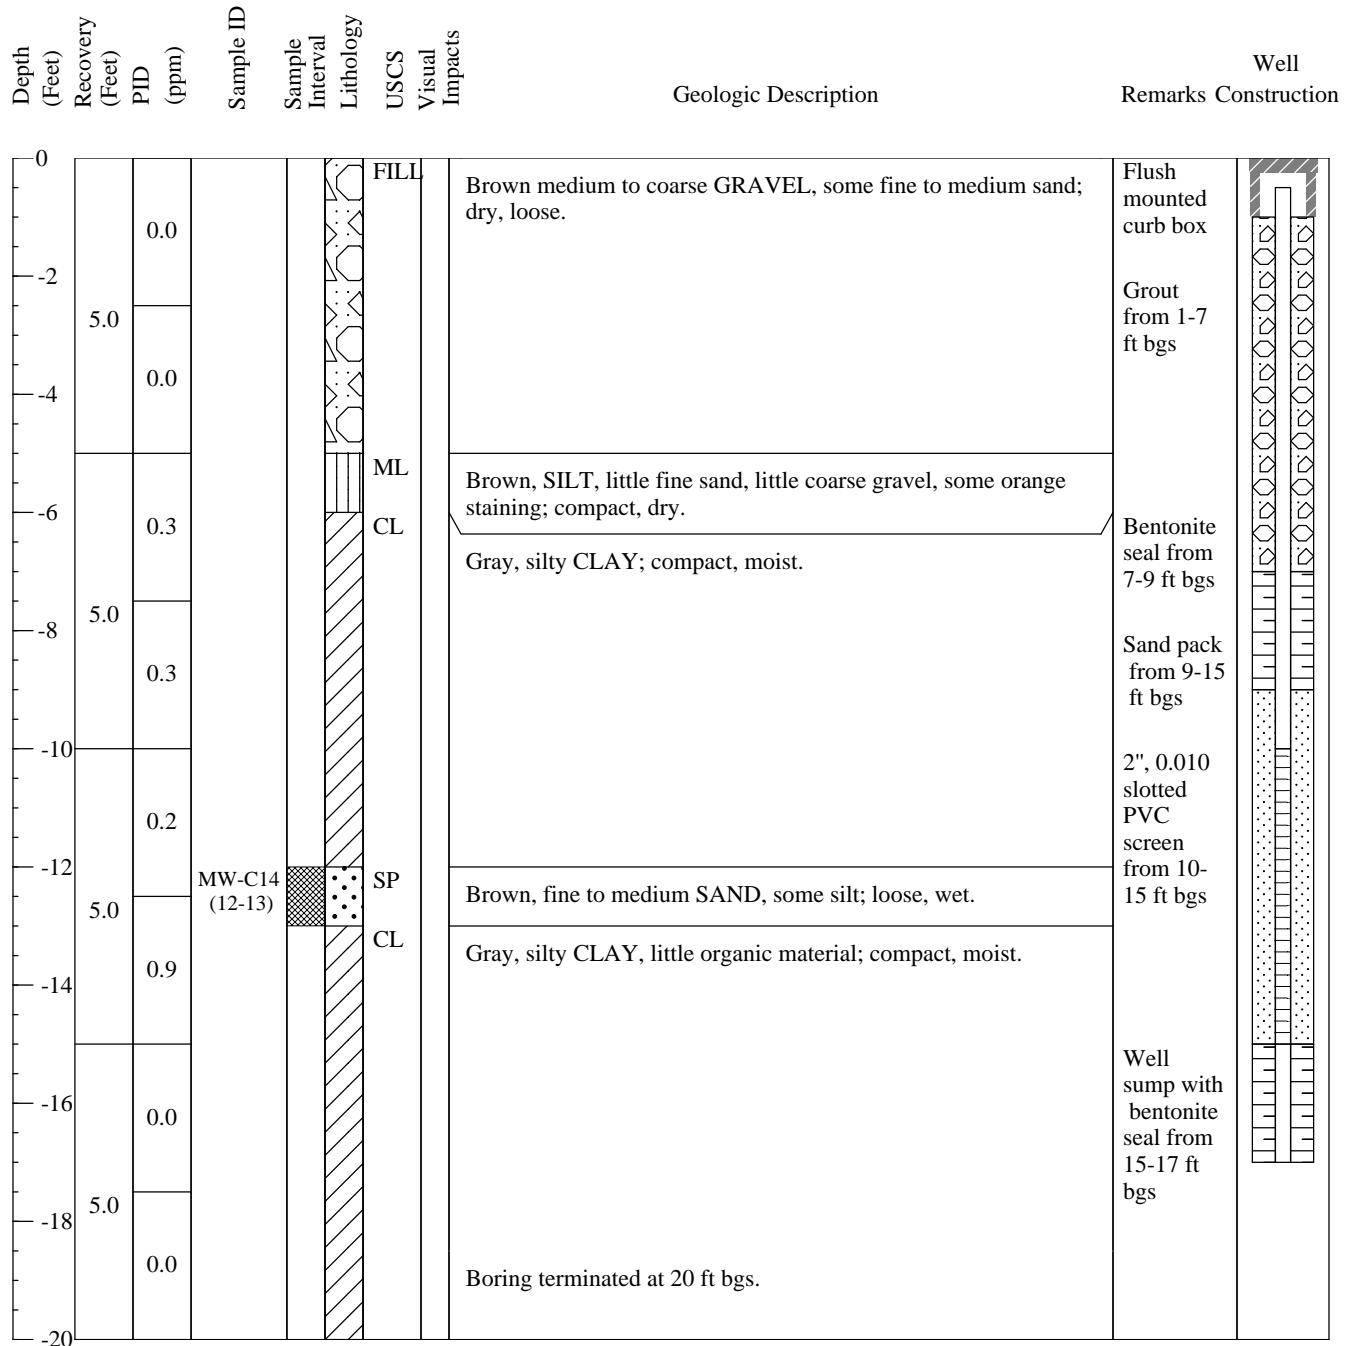 Depth
(Feet)
Recovery
(Feet)
PID
(ppm)
Sample ID
Sample
Interval
Lithology
USCS
Visual
Impacts
Geologic Description
Remarks
Well
Construction
0
-2
-4
-6
-8
-10
-12
-14
-16
-18
-20
5.0
5.0
5.0
5.0
0.0
0.0
0.3
0.3
0.2
0.9
0.0
0.0
MW-C14
(12-13)
FILL
ML
CL
SP
CL
Brown medium to coarse GRAVEL, some fine to medium sand;
dry, loose.
Brown, SILT, little fine sand, little coarse gravel, some orange
staining; compact, dry.
Gray, silty CLAY; compact, moist.
Brown, fine to medium SAND, some silt; loose, wet.
Gray, silty CLAY, little organic material; compact, moist.
Boring terminated at 20 ft bgs.
Flush
mounted
curb box
Grout
from 1-7
ft bgs
Bentonite
seal from
7-9 ft bgs
Sand pack
from 9-15
ft bgs
2", 0.010
slotted
PVC
screen
from 10-
15 ft bgs
Well
sump with
bentonite
seal from
15-17 ft
bgs